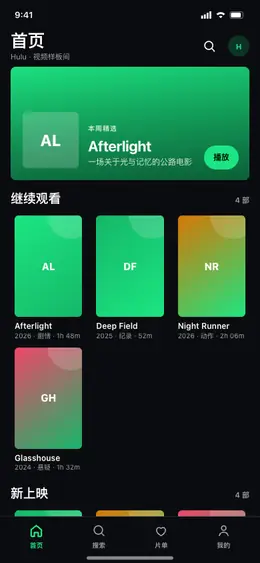 9:41
首页
Hulu · 视频样板间
H
AL
本周精选
Afterlight
一场关于光与记忆的公路电影
播放
继续观看
4 部
AL
DF
NR
Afterlight
Deep Field
Night Runner
2026 · 剧情 · 1h 48m
2025 · 纪录 · 52m
2026 · 动作 · 2h 06m
GH
Glasshouse
2024 · 悬疑 · 1h 32m
新上映
4 部
首页
搜索
片单
我的